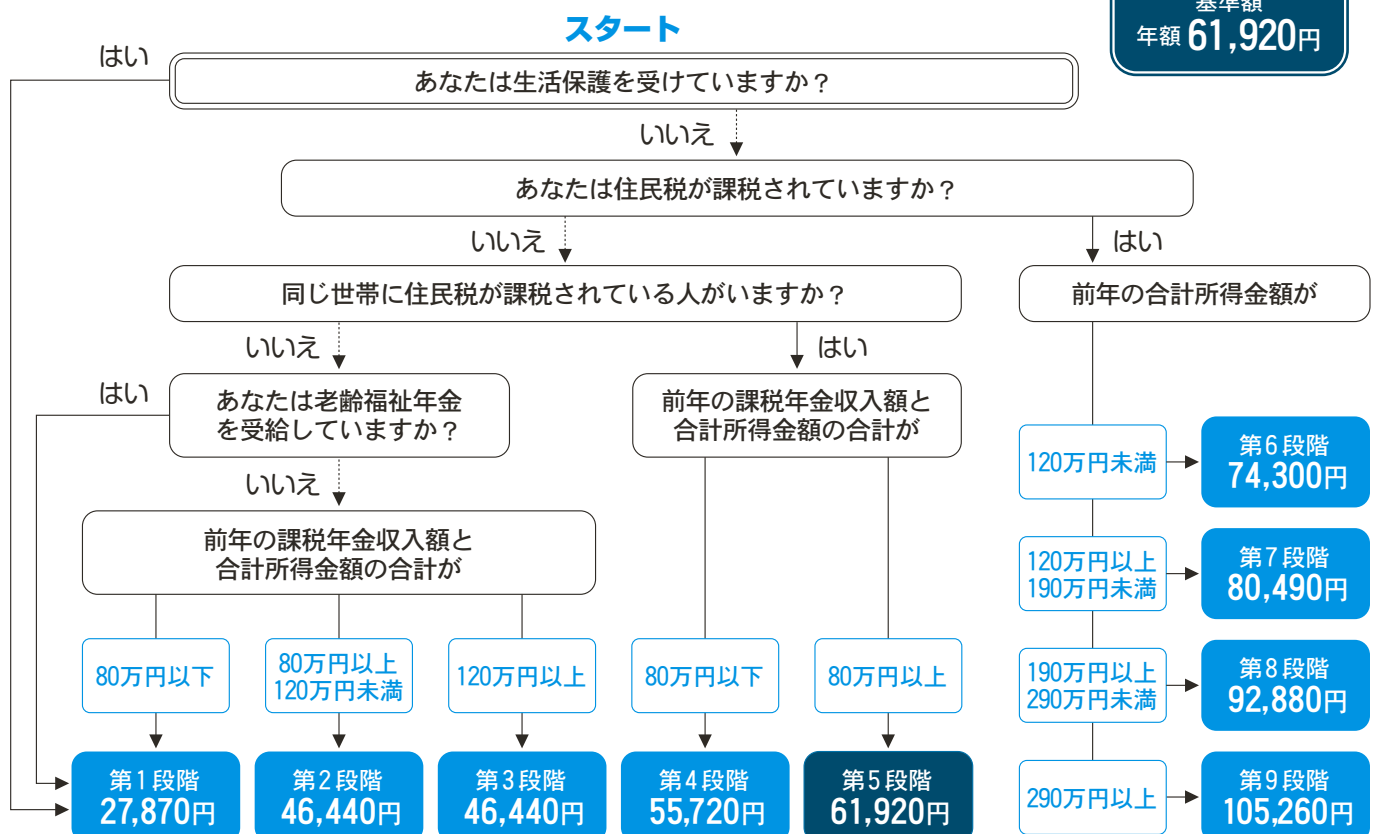 基準額
年額 61,920円
スタート
はい
あなたは生活保護を受けていますか？
いいえ
あなたは住民税が課税されていますか？
いいえ
はい
同じ世帯に住民税が課税されている人がいますか？
前年の合計所得金額が
いいえ
はい
はい
あなたは老齢福祉年金
を受給していますか？
前年の課税年金収入額と
合計所得金額の合計が
いいえ
前年の課税年金収入額と
合計所得金額の合計が
120万円未満
第6段階
74,300円
120万円以上
190万円未満
第7段階
80,490円
190万円以上
290万円未満
第8段階
92,880円
290万円以上
第9段階
105,260円
80万円以下
80万円以上
120万円未満
120万円以上
80万円以下
80万円以上
第1段階
27,870円
第2段階
46,440円
第3段階
46,440円
第4段階
55,720円
第5段階
61,920円